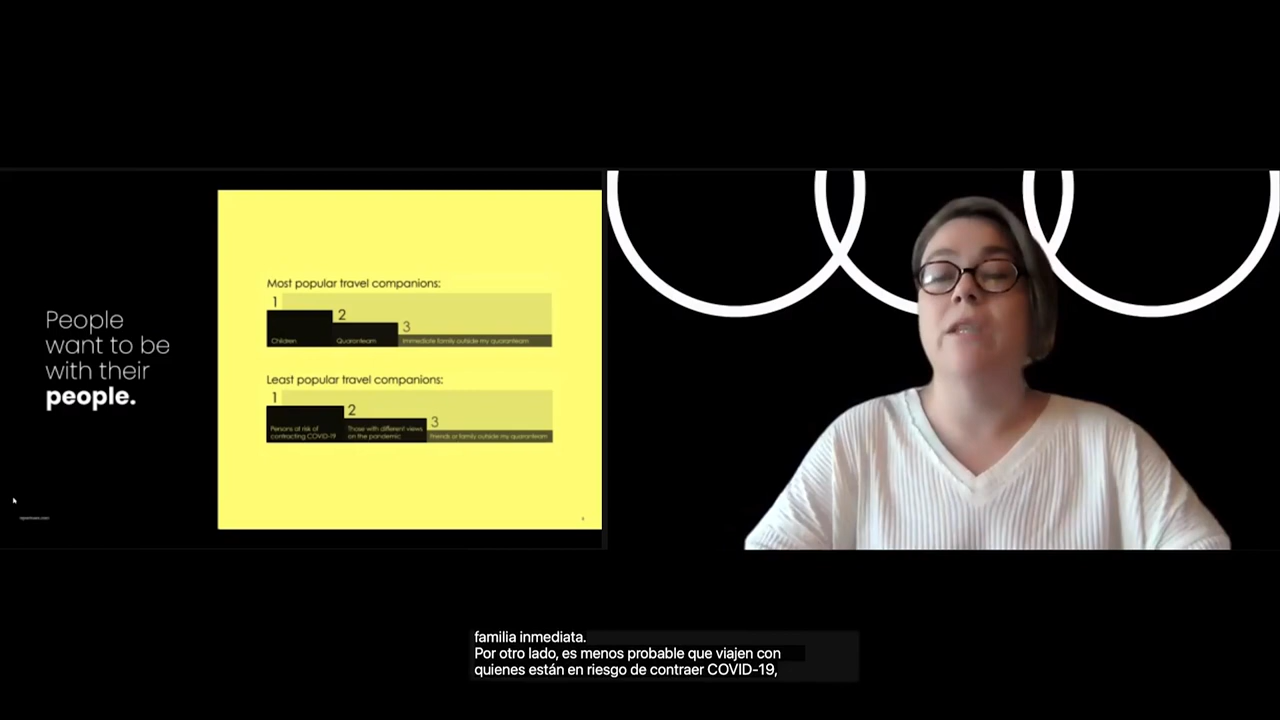 People
want to be
with their
people.
Most popular travel companions:
1
2
3
Children
Quaranteam
Immediate family outside my quaranteam
Least popular travel companions:
1
2
3
Persons at risk of
contracting COVID-19
Those with different views
on the pandemic
Friends or family outside my quaranteam
familia inmediata.
Por otro lado, es menos probable que viajen con
quienes están en riesgo de contraer COVID-19,